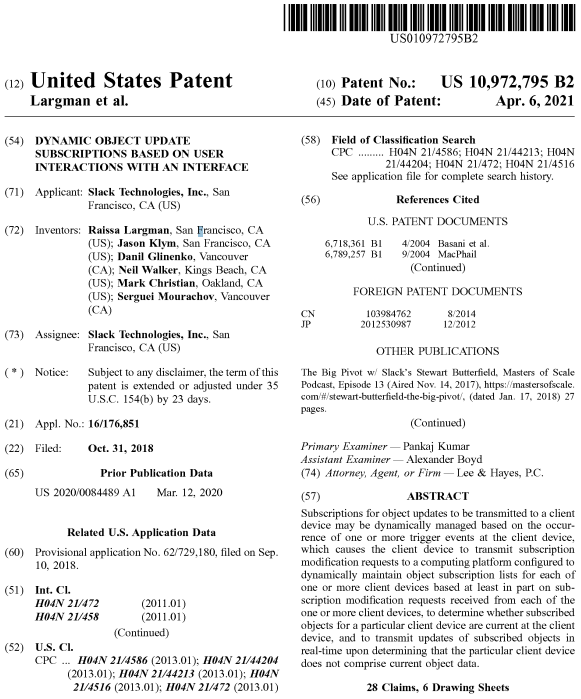 US010972795B2
(12) United States Patent
Largman et al.
(10) Patent No.: US 10,972,795 B2
(45) Date of Patent: Apr. 6, 2021
(54) DYNAMIC OBJECT UPDATE
SUBSCRIPTIONS BASED ON USER
INTERACTIONS WITH AN INTERFACE
(71) Applicant: Slack Technologies, Inc., San
Francisco, CA (US)
(72) Inventors: Raissa Largman, San Francisco, CA
(US); Jason Klym, San Francisco, CA
(US); Danil Glinenko, Vancouver
(CA); Neil Walker, Kings Beach, CA
(US); Mark Christian, Oakland, CA
(US); Serguei Mourachov, Vancouver
(CA)
(73) Assignee: Slack Technologies, Inc., San
Francisco, CA (US)
( * ) Notice: Subject to any disclaimer, the term of this
patent is extended or adjusted under 35
U.S.C. 154(b) by 23 days.
(21) Appl. No.: 16/176,851
(22) Filed: Oct. 31, 2018
(65) Prior Publication Data
US 2020/0084489 A1 Mar. 12, 2020
Related U.S. Application Data
(60) Provisional application No. 62/729,180, filed on Sep.
10, 2018.
(51) Int. Cl.
H04N 21/472 (2011.01)
H04N 21/458 (2011.01)
(Continued)
(52) U.S. Cl.
CPC ... H04N 21/4586 (2013.01); H04N 21/44204
(2013.01); H04N 21/44213 (2013.01); H04N
21/4516 (2013.01); H04N 21/472 (2013.01)
(58) Field of Classification Search
CPC ......... H04N 21/4586; H04N 21/44213; H04N
21/44204; H04N 21/472; H04N 21/4516
See application file for complete search history.
(56) References Cited
U.S. PATENT DOCUMENTS
6,718,361 B1 4/2004 Basani et al.
6,789,257 B1 9/2004 MacPhail
(Continued)
FOREIGN PATENT DOCUMENTS
CN 103984762 8/2014
JP 2012530987 12/2012
OTHER PUBLICATIONS
The Big Pivot w/ Slack's Stewart Butterfield, Masters of Scale
Podcast, Episode 13 (Aired Nov. 14, 2017), https://mastersofscale.
com/#/stewart-butterfield-the-big-pivot/, (dated Jan. 17, 2018) 27
pages.
(Continued)
Primary Examiner — Pankaj Kumar
Assistant Examiner — Alexander Boyd
(74) Attorney, Agent, or Firm — Lee & Hayes, P.C.
(57) ABSTRACT
Subscriptions for object updates to be transmitted to a client
device may be dynamically managed based on the occur-
rence of one or more trigger events at the client device,
which causes the client device to transmit subscription
modification requests to a computing platform configured to
dynamically maintain object subscription lists for each of
one or more client devices based at least in part on sub-
scription modification requests received from each of the
one or more client devices, to determine whether subscribed
objects for a particular client device are current at the client
device, and to transmit updates of subscribed objects in
real-time upon determining that the particular client device
does not comprise current object data.
28 Claims, 6 Drawing Sheets